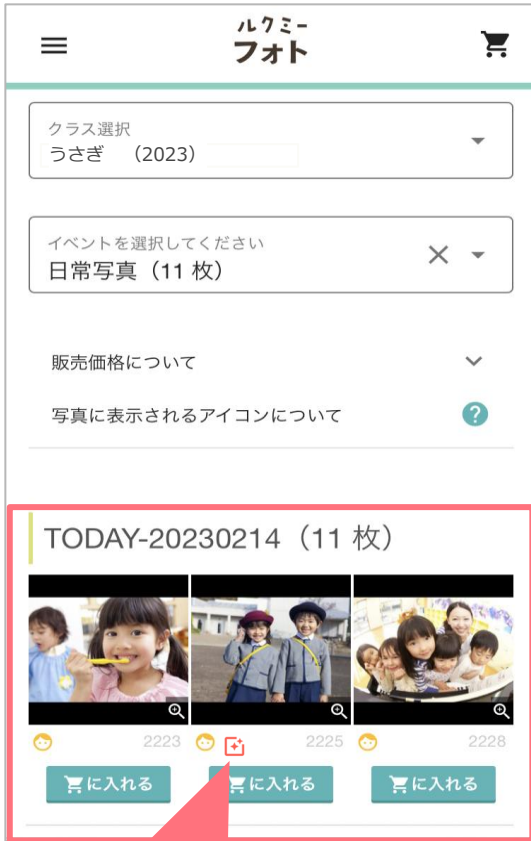 ルクミー
フォト
クラス選択
うさぎ （2023）
イベントを選択してください
日常写真（11 枚）
販売価格について
写真に表示されるアイコンについて
?
TODAY-20230214（11 枚）
2223
2225
2228
に入れる
に入れる
に入れる